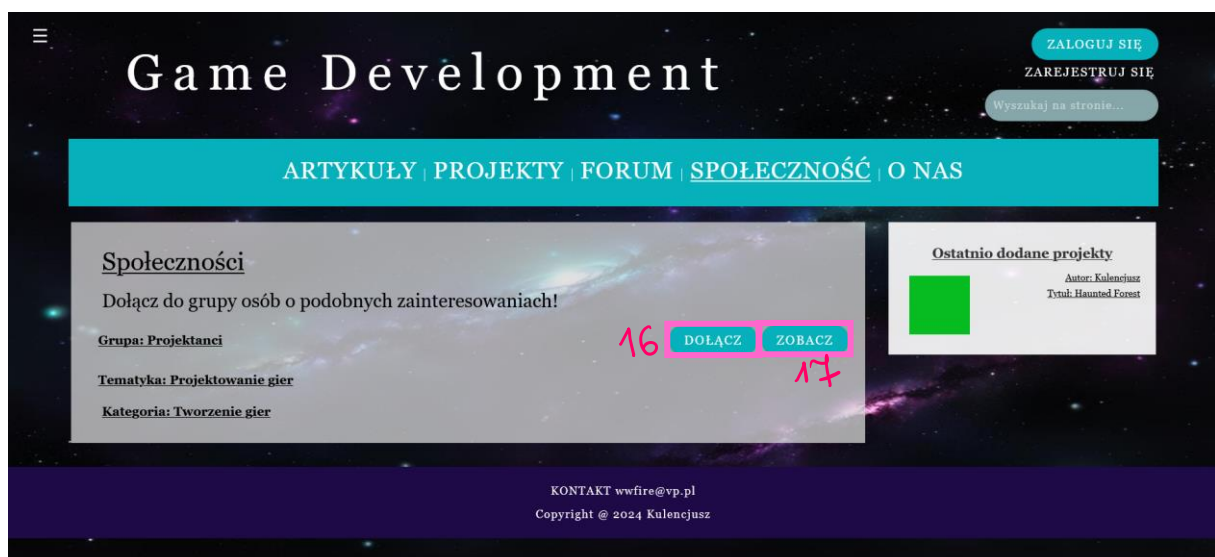 ☰
Game Development
ZALOGUJ SIĘ
ZAREJESTRUJ SIĘ
Wyszukaj na stronie...
ARTYKUŁY | PROJEKTY | FORUM | SPOŁECZNOŚĆ | O NAS
Społeczności
Dołącz do grupy osób o podobnych zainteresowaniach!
Grupa: Projektanci
16 DOŁĄCZ ZOBACZ
17
Tematyka: Projektowanie gier
Kategoria: Tworzenie gier
Ostatnio dodane projekty
Autor: Kulencjusz
Tytuł: Haunted Forest
KONTAKT wwfire@vp.pl
Copyright @ 2024 Kulencjusz